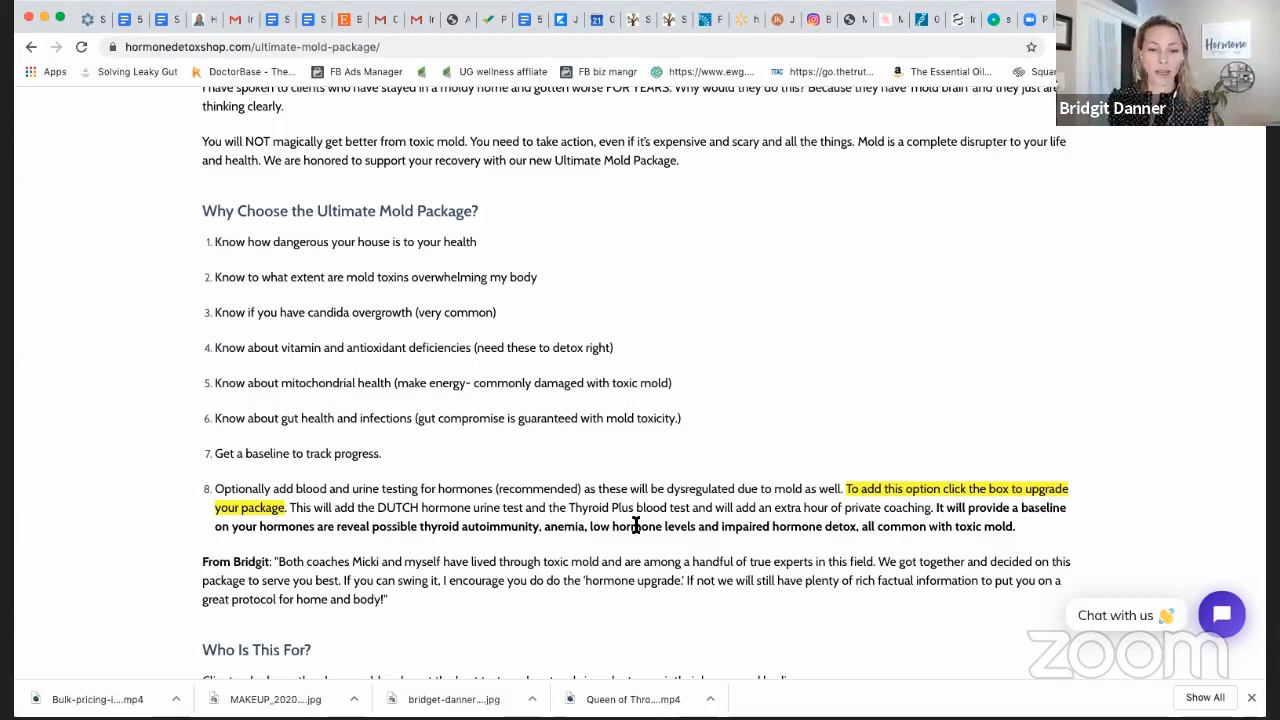 S
S
S
H
Ir
S
S
S
B
C
Ir
A
P
5
J
G
S
S
F
h
J
B
M
M
O
Ir
s
P
hormonedetoxshop.com/ultimate-mold-package/
Apps Solving Leaky Gut DoctorBase - The... FB Ads Manager UG wellness affliate FB biz mangr https://www.ewg.... TTAC https://go.thetrut... The Essential Oil... Squar
Hormone
Bridgit Danner
I have spoken to clients who have stayed in a moldy home and gotten worse FOR YEARS. Why would they do this? Because they have 'mold brain' and they just are
thinking clearly.
You will NOT magically get better from toxic mold. You need to take action, even if it's expensive and scary and all the things. Mold is a complete disrupter to your life
and health. We are honored to support your recovery with our new Ultimate Mold Package.
Why Choose the Ultimate Mold Package?
1. Know how dangerous your house is to your health
2. Know to what extent are mold toxins overwhelming my body
3. Know if you have candida overgrowth (very common)
4. Know about vitamin and antioxidant deficiencies (need these to detox right)
5. Know about mitochondrial health (make energy- commonly damaged with toxic mold)
6. Know about gut health and infections (gut compromise is guaranteed with mold toxicity.)
7. Get a baseline to track progress.
8. Optionally add blood and urine testing for hormones (recommended) as these will be dysregulated due to mold as well. To add this option click the box to upgrade
your package. This will add the DUTCH hormone urine test and the Thyroid Plus blood test and will add an extra hour of private coaching. It will provide a baseline
on your hormones are reveal possible thyroid autoimmunity, anemia, low hormone levels and impaired hormone detox, all common with toxic mold.
From Bridgit: "Both coaches Micki and myself have lived through toxic mold and are among a handful of true experts in this field. We got together and decided on this
package to serve you best. If you can swing it, I encourage you do do the 'hormone upgrade.' If not we will still have plenty of rich factual information to put you on a
great protocol for home and body!"
Chat with us 👋
zoom
Who Is This For?
Bulk-pricing-i....mp4 MAKEUP_2020....jpg bridget-danner....jpg Queen of Thro....mp4 Show All